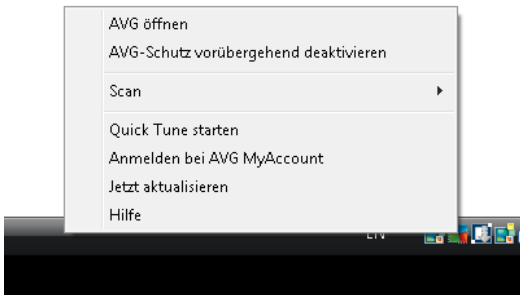 AVG öffnen
AVG-Schutz vorübergehend deaktivieren
Scan
Quick Tune starten
Anmelden bei AVG MyAccount
Jetzt aktualisieren
Hilfe